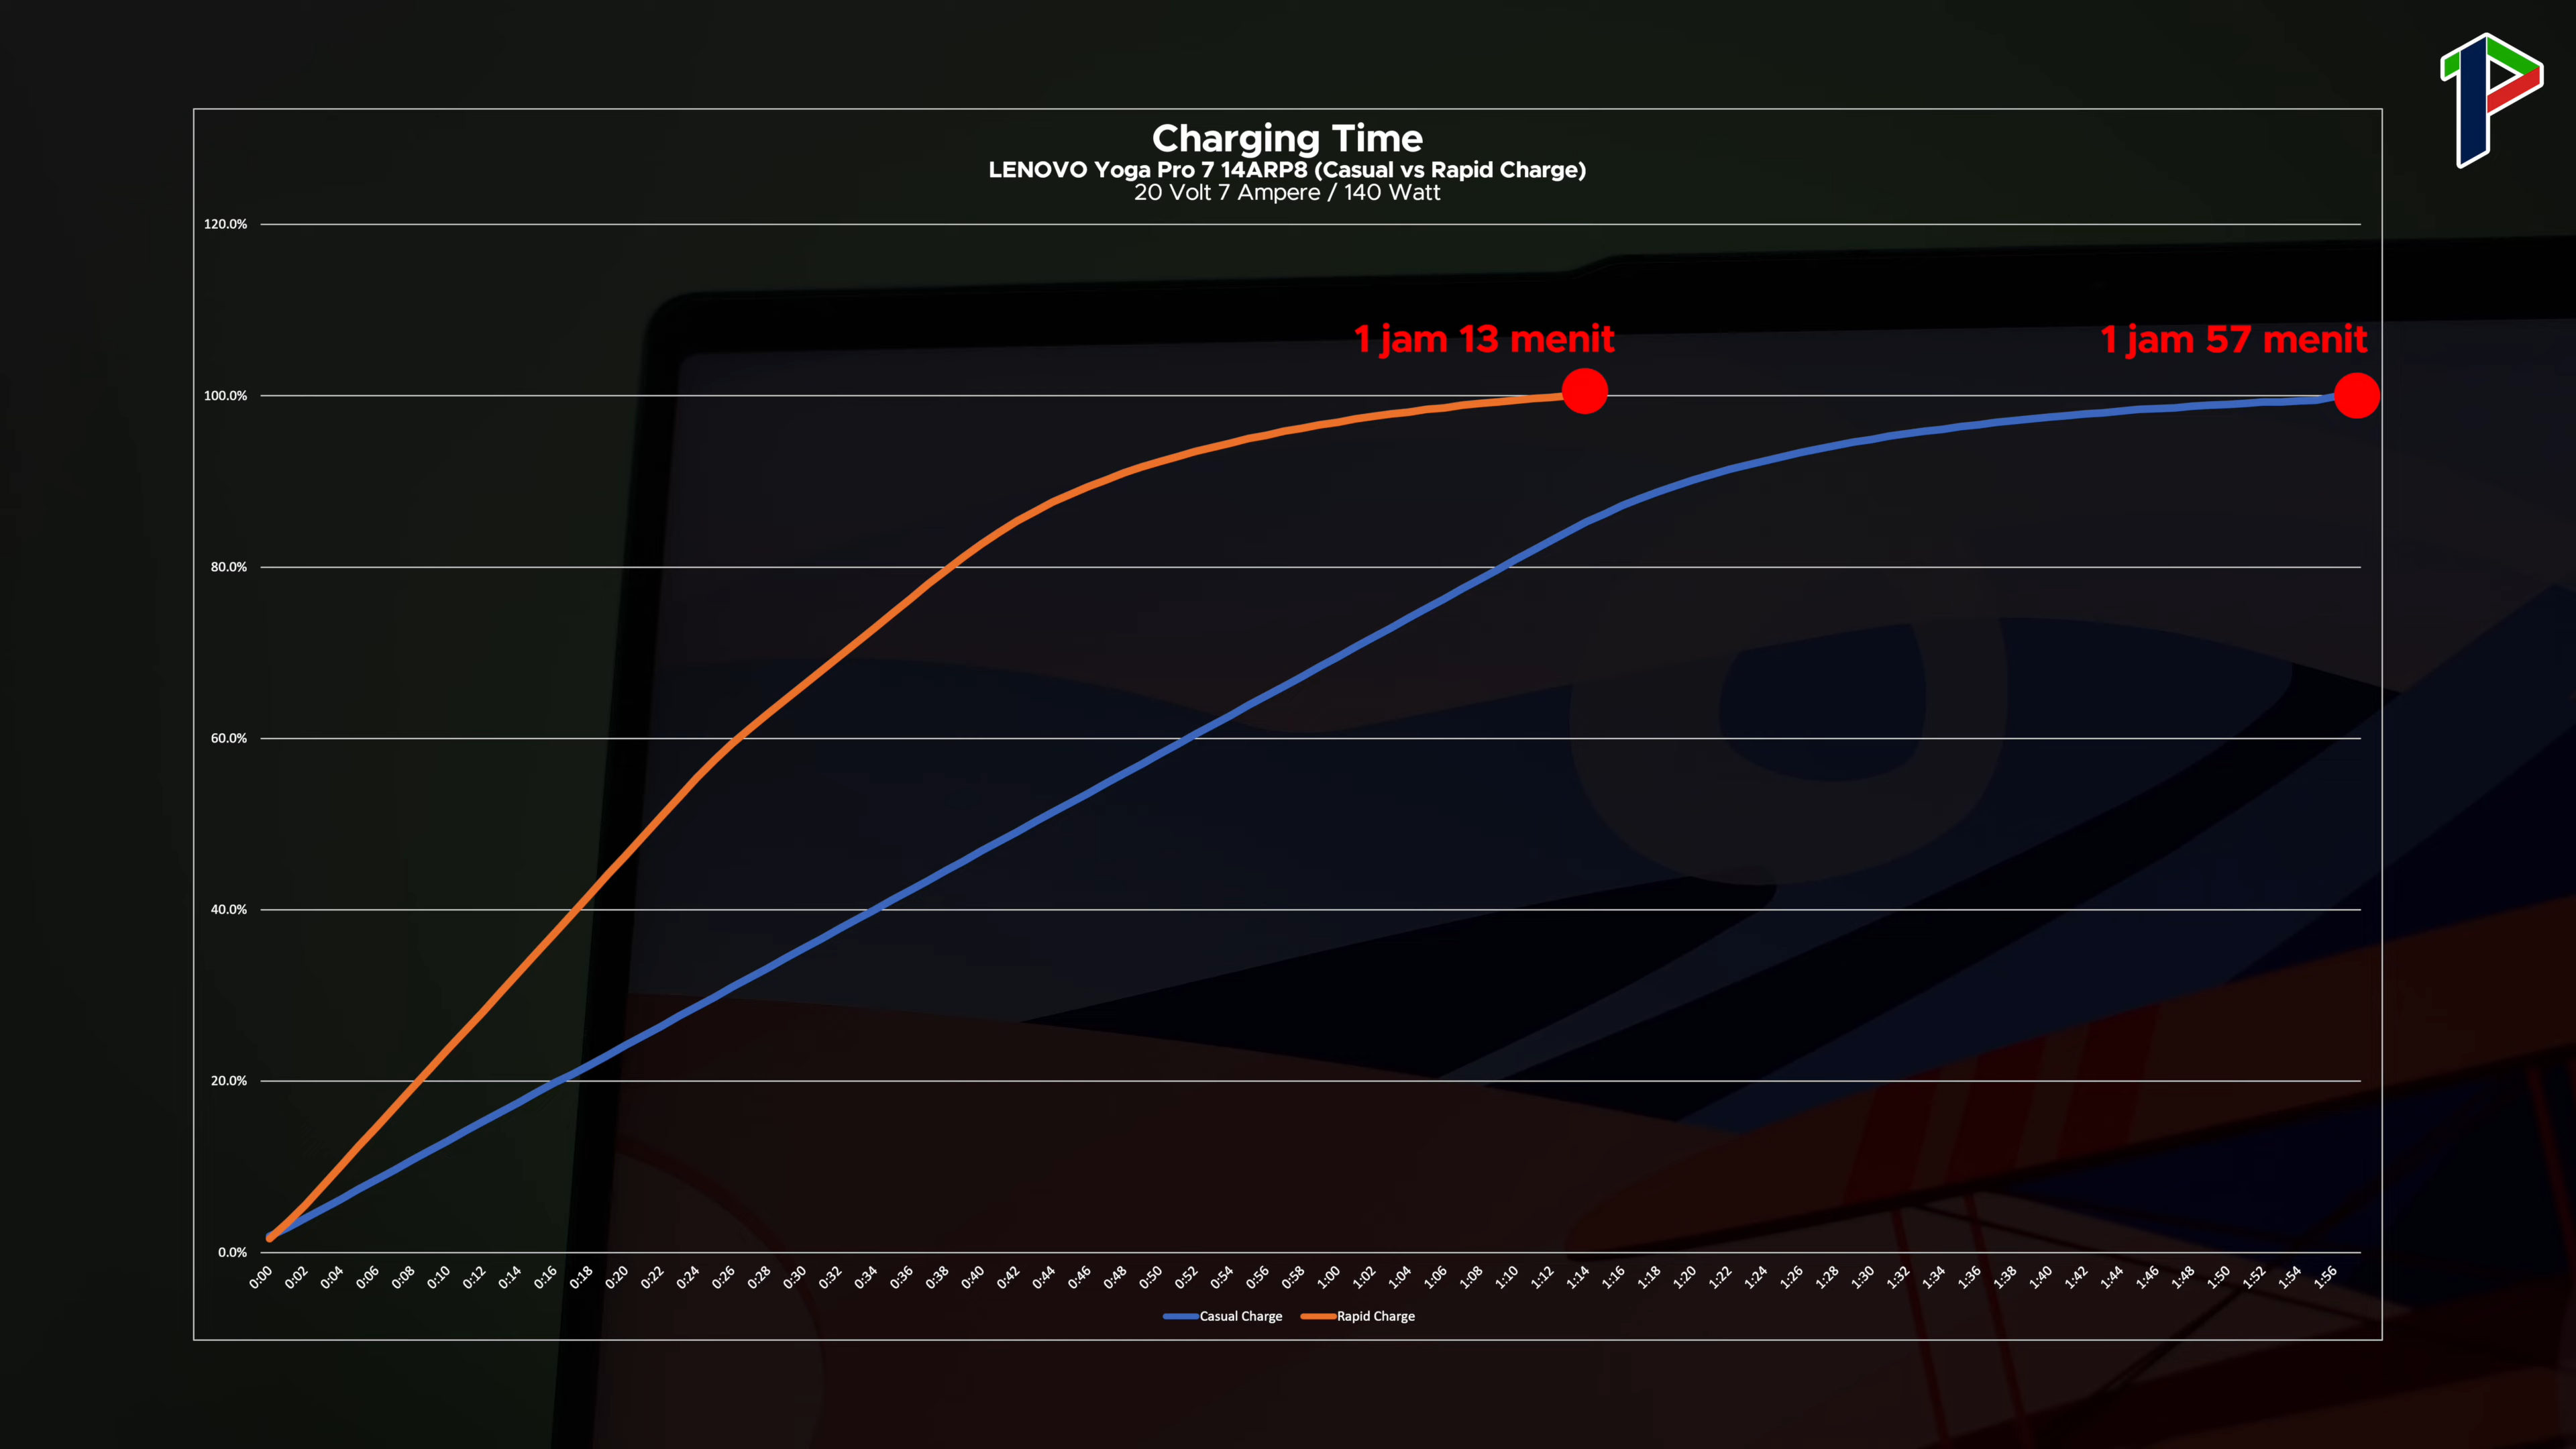 Charging Time
LENOVO Yoga Pro 7 14ARP8 (Casual vs Rapid Charge)
20 Volt 7 Ampere / 140 Watt
120.0%
1 jam 13 menit
1 jam 57 menit
100.0%
80.0%
60.0%
40.0%
20.0%
0.0%
0:00 0:02 0:04 0:06 0:08 0:10 0:12 0:14 0:16 0:18 0:20 0:22 0:24 0:26 0:28 0:30 0:32 0:34 0:36 0:38 0:40 0:42 0:44 0:46 0:48 0:50 0:52 0:54 0:56 0:58 1:00 1:02 1:04 1:06 1:08 1:10 1:12 1:14 1:16 1:18 1:20 1:22 1:24 1:26 1:28 1:30 1:32 1:34 1:36 1:38 1:40 1:42 1:44 1:46 1:48 1:50 1:52 1:54 1:56
Casual Charge Rapid Charge